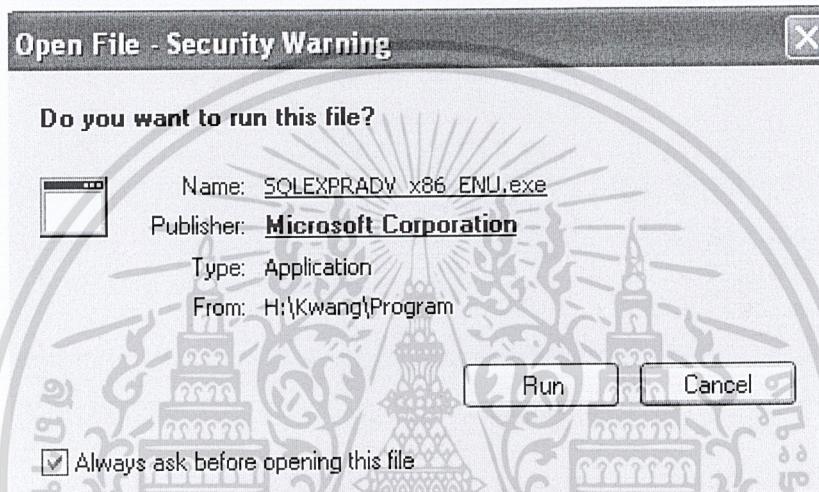 Open File - Security Warning
Do you want to run this file?
Name: SQLEXPRADV_x86_ENU.exe
Publisher: Microsoft Corporation
Type: Application
From: H:\Kwang\Program
Run Cancel
Always ask before opening this file